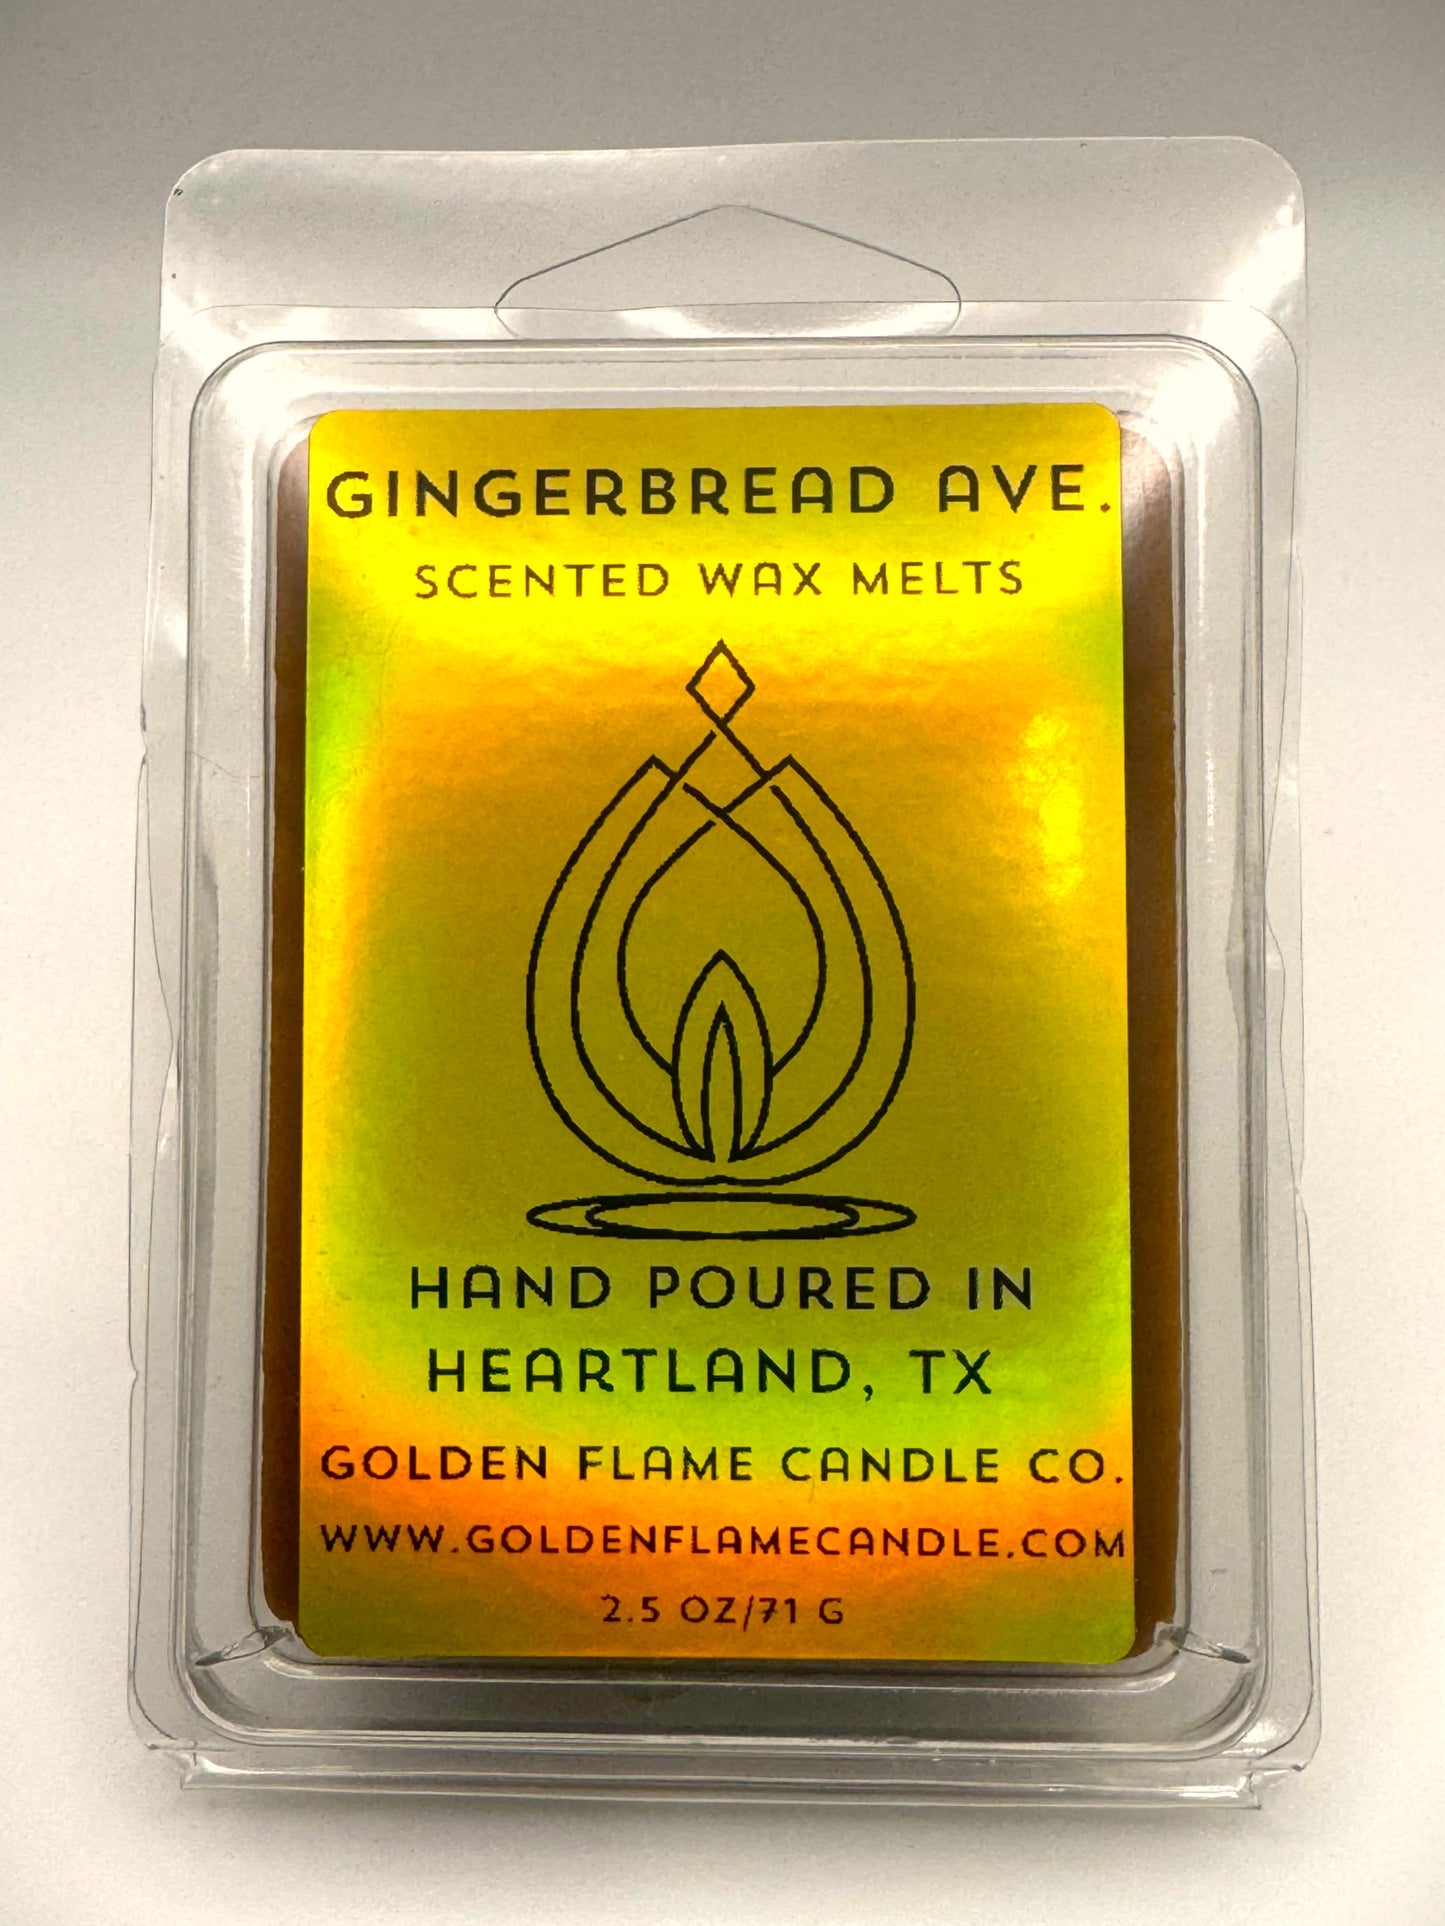 GINGERBREAD AVE.
SCENTED WAX MELTS
HAND POURED IN
HEARTLAND, TX
GOLDEN FLAME CANDLE CO.
WWW.GOLDENFLAMECANDLE.COM
2.5 OZ/71 G